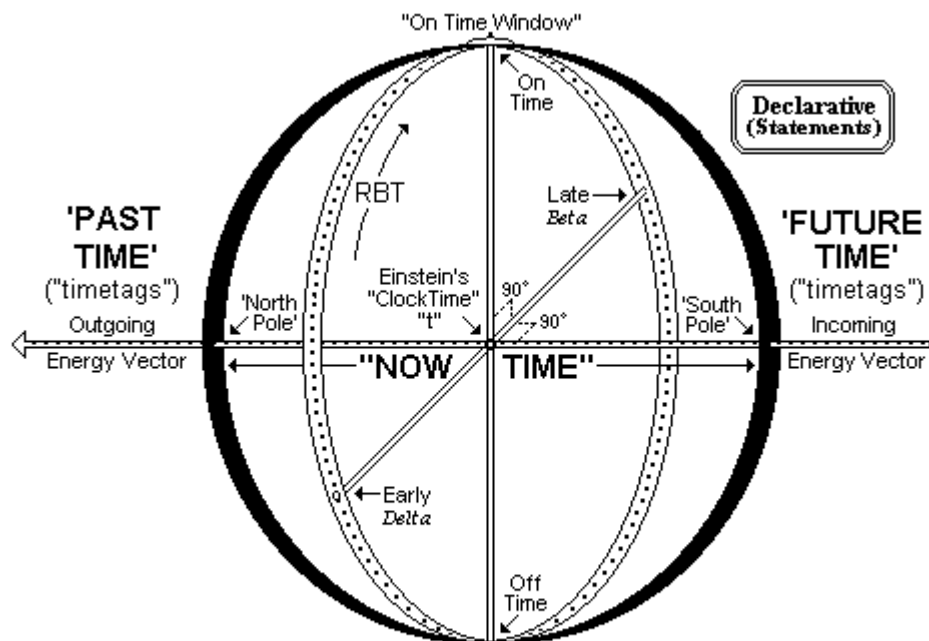 "On Time Window"
On
Time
Declarative
(Statements)
RBT
Late
Beta
'PAST
TIME'
("timetags")
'FUTURE
TIME'
("timetags")
Einstein's
"ClockTime"
"t"
90°
90°
'North
Pole'
'South
Pole'
Outgoing
Energy Vector
Incoming
Energy Vector
"NOW TIME"
Early
Delta
Off
Time